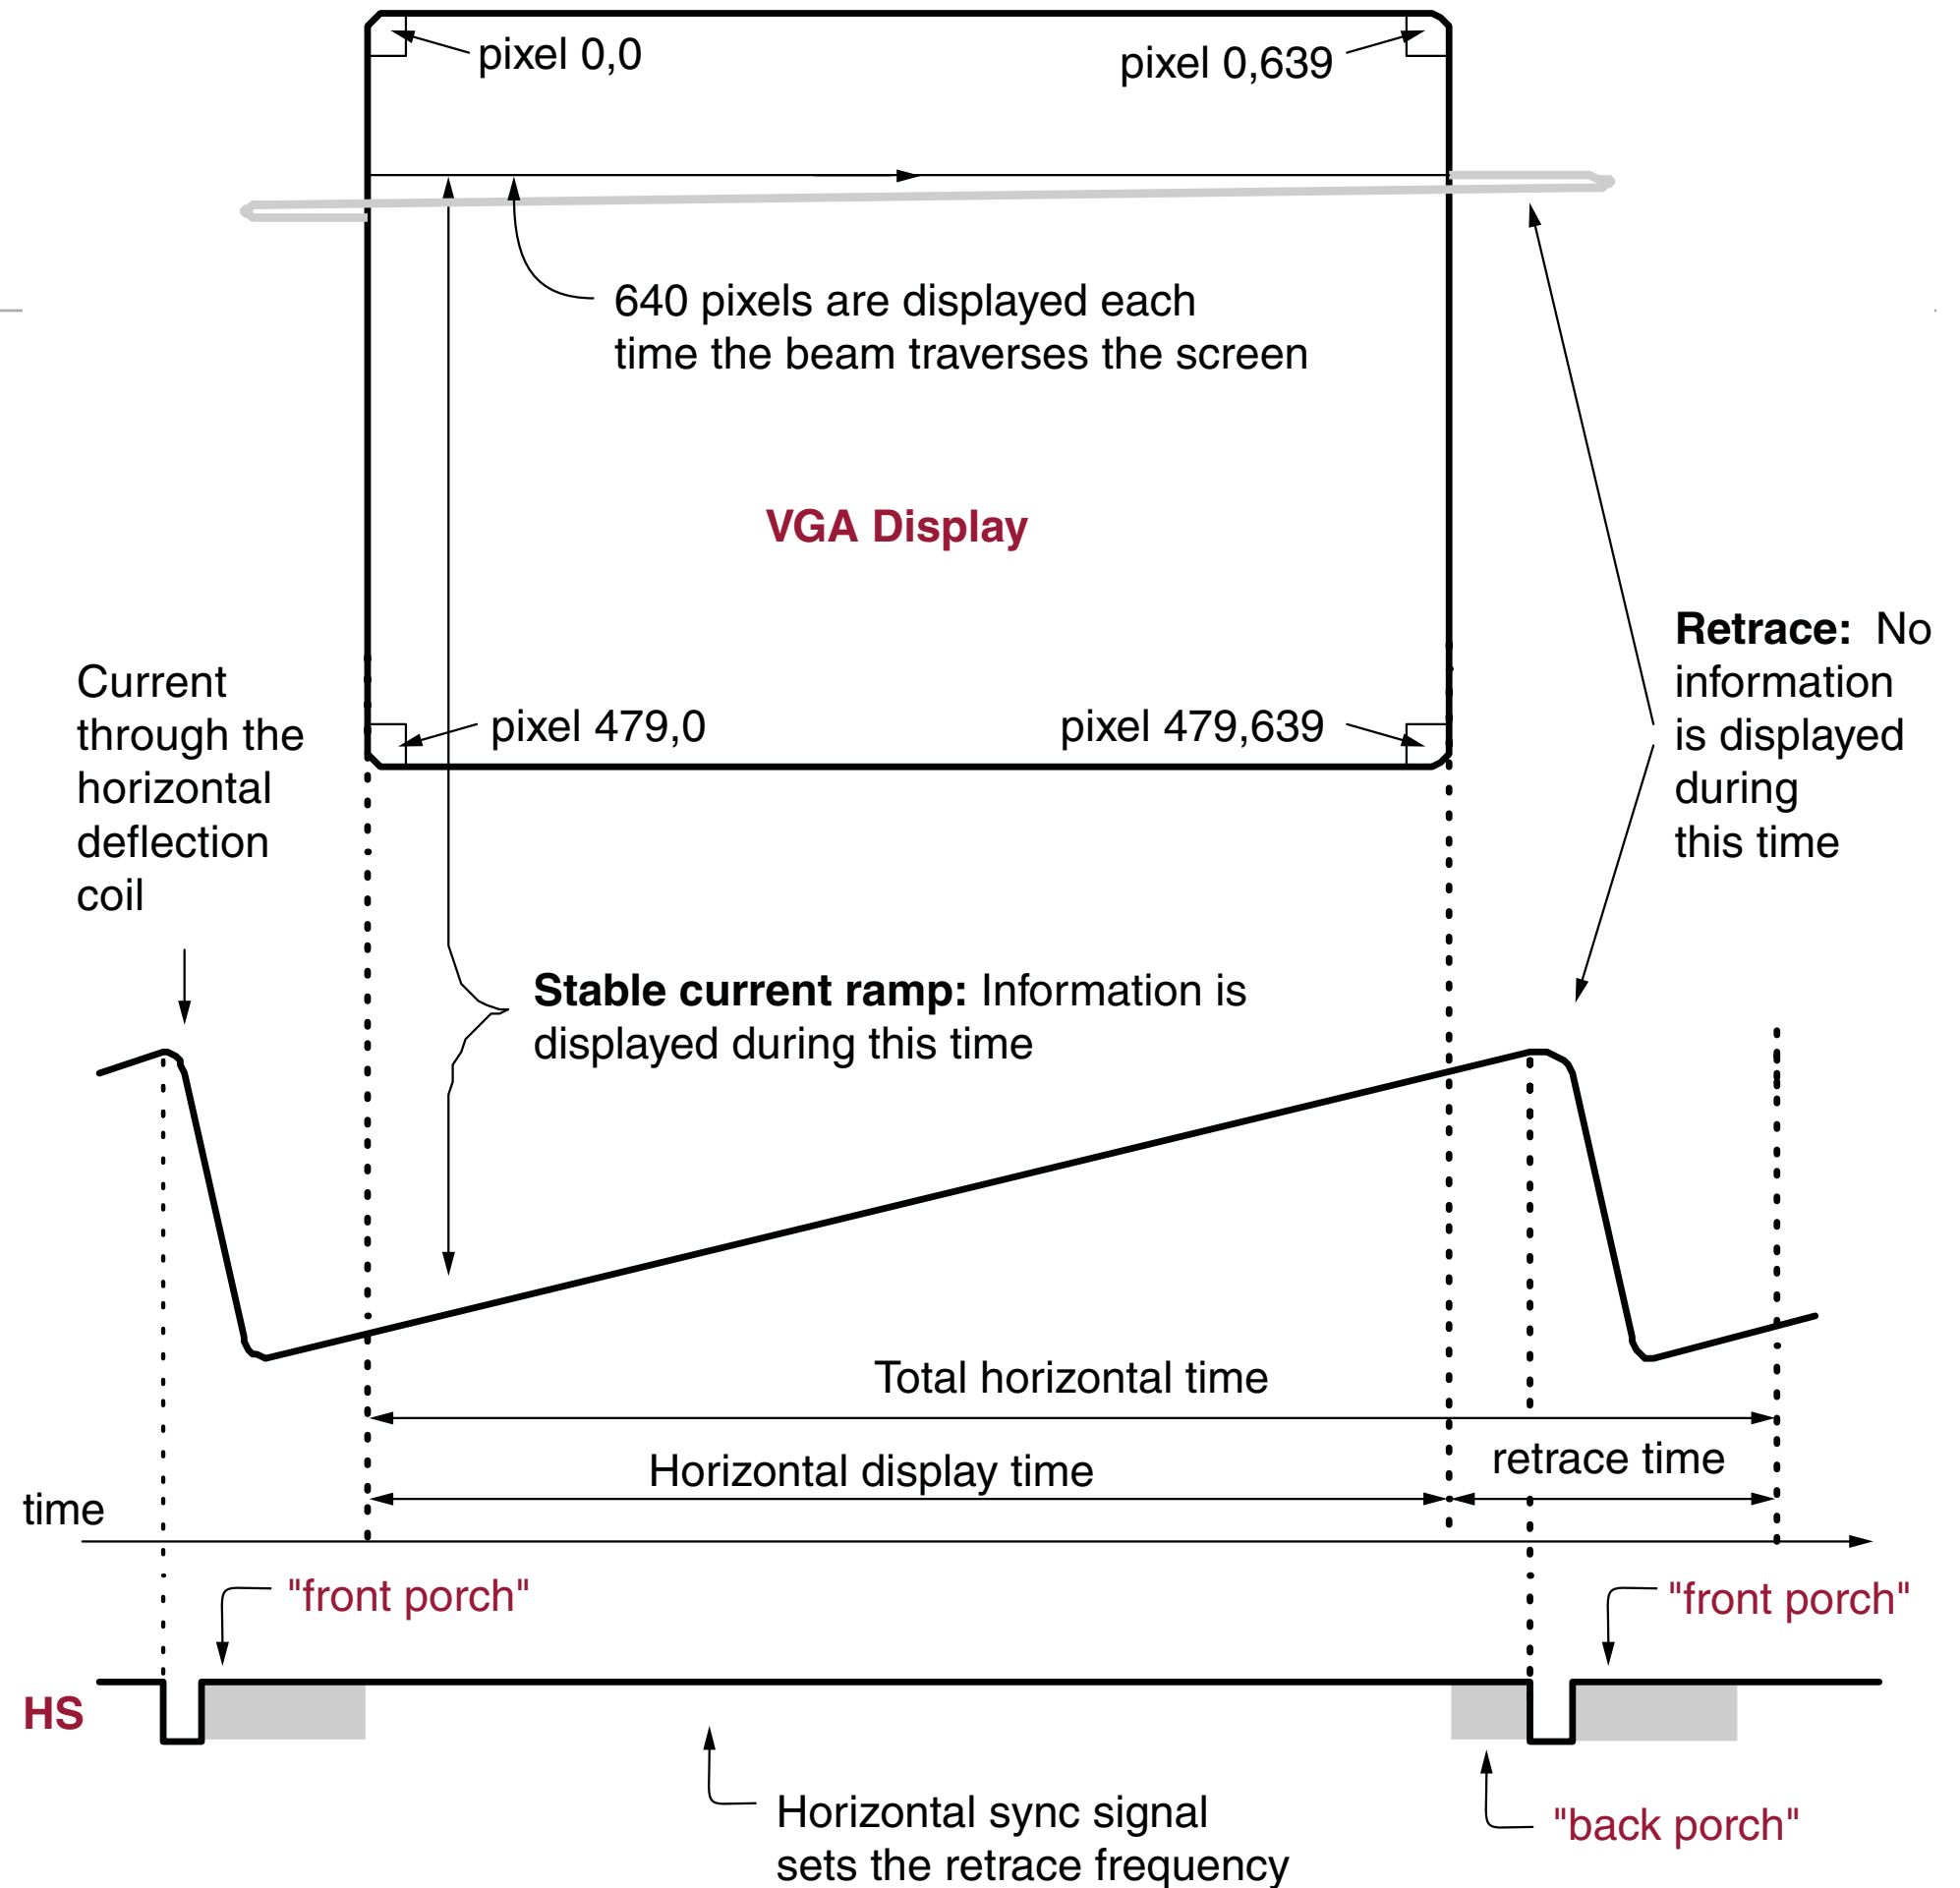 pixel 0,0
pixel 0,639
640 pixels are displayed each
time the beam traverses the screen
VGA Display
Retrace: No
information
is displayed
during
this time
Current
through the
horizontal
deflection
coil
pixel 479,0
pixel 479,639
Stable current ramp: Information is
displayed during this time
Total horizontal time
Horizontal display time
retrace time
time
"front porch"
"front porch"
HS
Horizontal sync signal
sets the retrace frequency
"back porch"